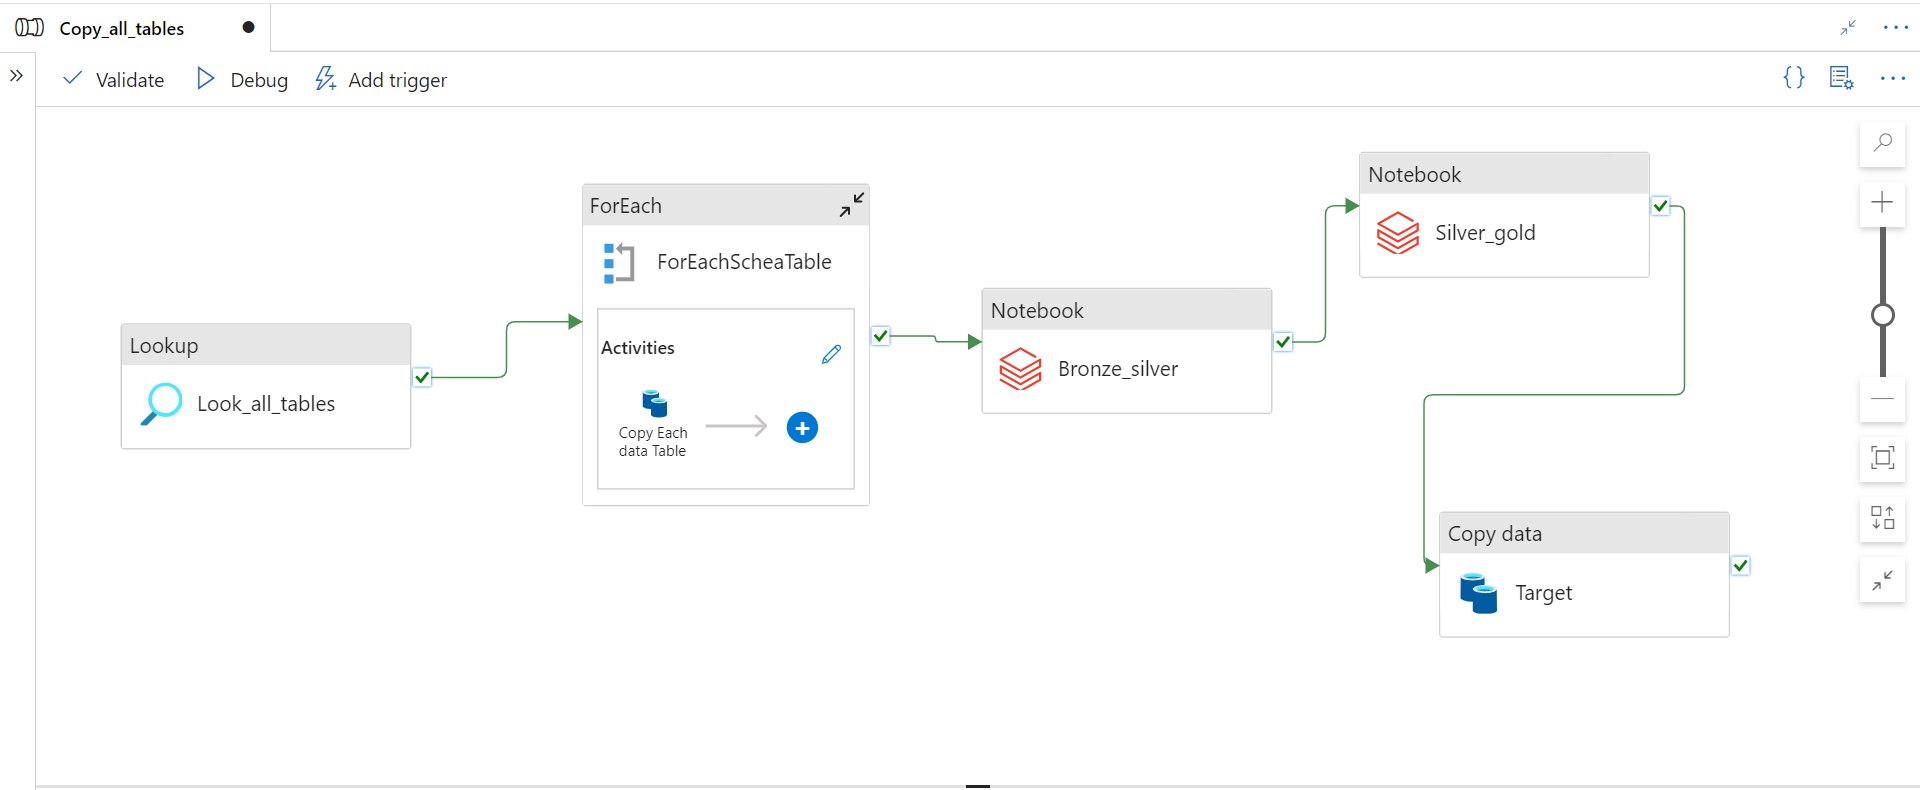 Copy_all_tables
Validate
Debug
Add trigger
Lookup
Look_all_tables
ForEach
ForEachScheaTable
Activities
Copy Each
data Table
Notebook
Bronze_silver
Notebook
Silver_gold
Copy data
Target